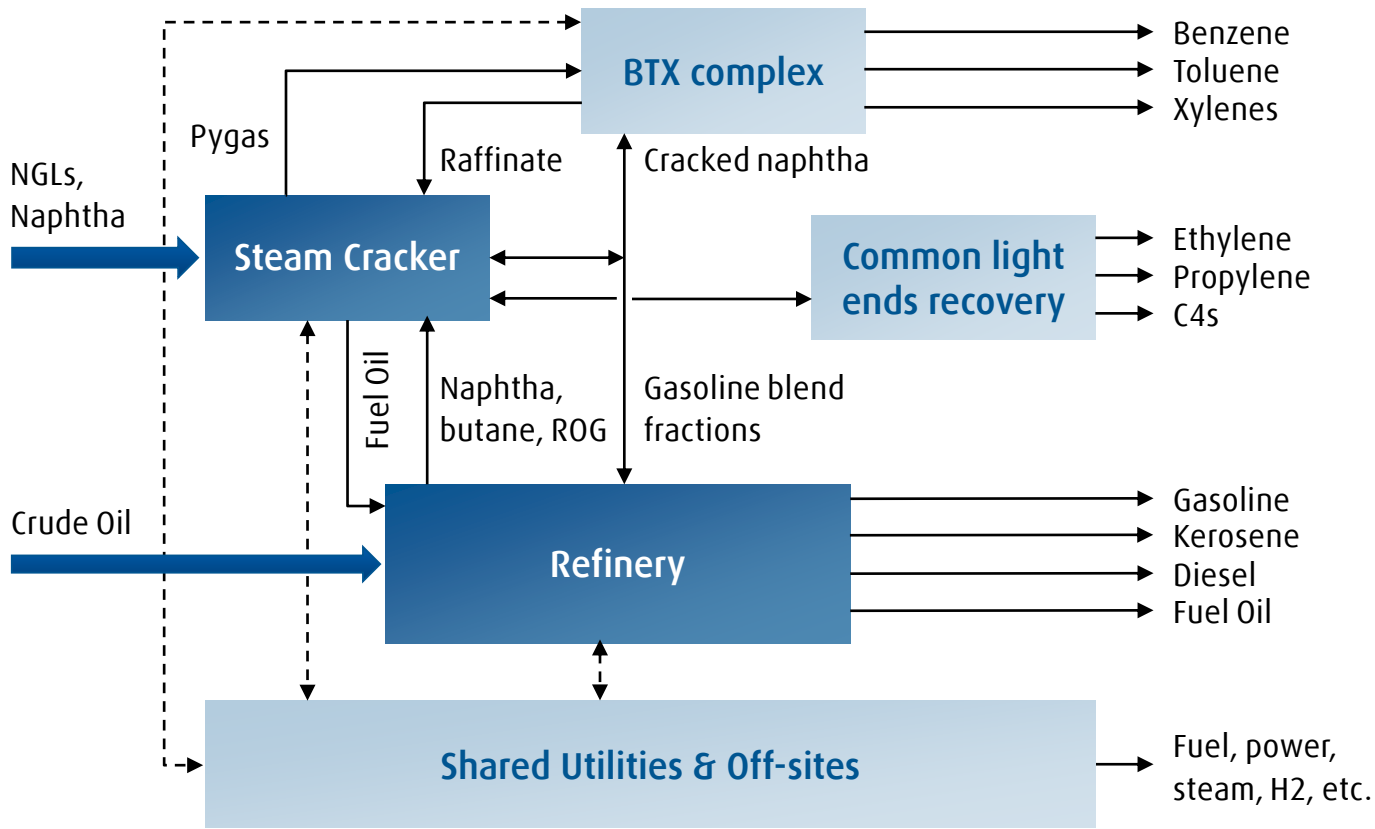 BTX complex
Benzene
Toluene
Xylenes
Pygas
Raffinate
Cracked naphtha
NGLs,
Naphtha
Steam Cracker
Common light
ends recovery
Ethylene
Propylene
C4s
Fuel Oil
Naphtha,
butane, ROG
Gasoline blend
fractions
Crude Oil
Refinery
Gasoline
Kerosene
Diesel
Fuel Oil
Shared Utilities & Off-sites
Fuel, power,
steam, H2, etc.